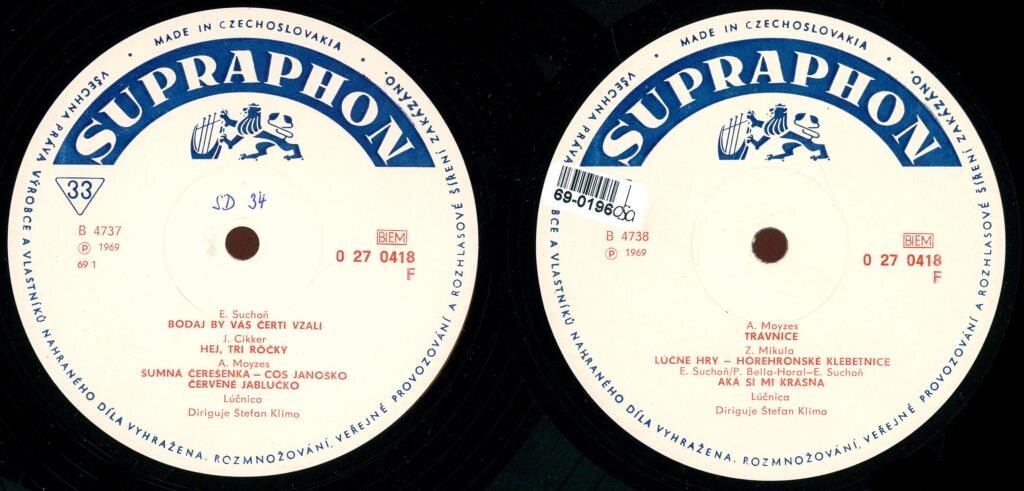 MADE IN CZECHOSLOVAKIA
SUPRAPHON
VŠECHNA PRÁVA VÝROBCE A VLASTNÍKŮ NAHRANÉHO DÍLA VYHRAŽENA. ROZMNOŽOVÁNÍ, VEŘEJNÉ PROVOZOVÁNÍ A ROZHLASOVÉ ŠÍŘENÍ ZAKÁZÁNO.
33
SD 34
B 4737
Ⓟ 1969
69 1
BIEM
0 27 0418
F
E. Suchoň
BODAJ BY VÁS ČERTI VZALI
J. Cikker
HEJ, TRI RÔČKY
A. Moyzes
SUMNÁ ČEREŠENKA – COS JANOŠKO
ČERVENÉ JABLUČKO
Lúčnica
Diriguje Štefan Klimo
MADE IN CZECHOSLOVAKIA
SUPRAPHON
VŠECHNA PRÁVA VÝROBCE A VLASTNÍKŮ NAHRANÉHO DÍLA VYHRAŽENA. ROZMNOŽOVÁNÍ, VEŘEJNÉ PROVOZOVÁNÍ A ROZHLASOVÉ ŠÍŘENÍ ZAKÁZÁNO.
69-0196
B 4738
Ⓟ 1969
BIEM
0 27 0418
F
A. Moyzes
TRÁVNICE
Z. Mikula
LÚČNE HRY – HOREHRONSKÉ KLEBETNICE
E. Suchoň/P. Bella-Horal–E. Suchoň
AKÁ SI MI KRÁSNA
Lúčnica
Diriguje Štefan Klimo